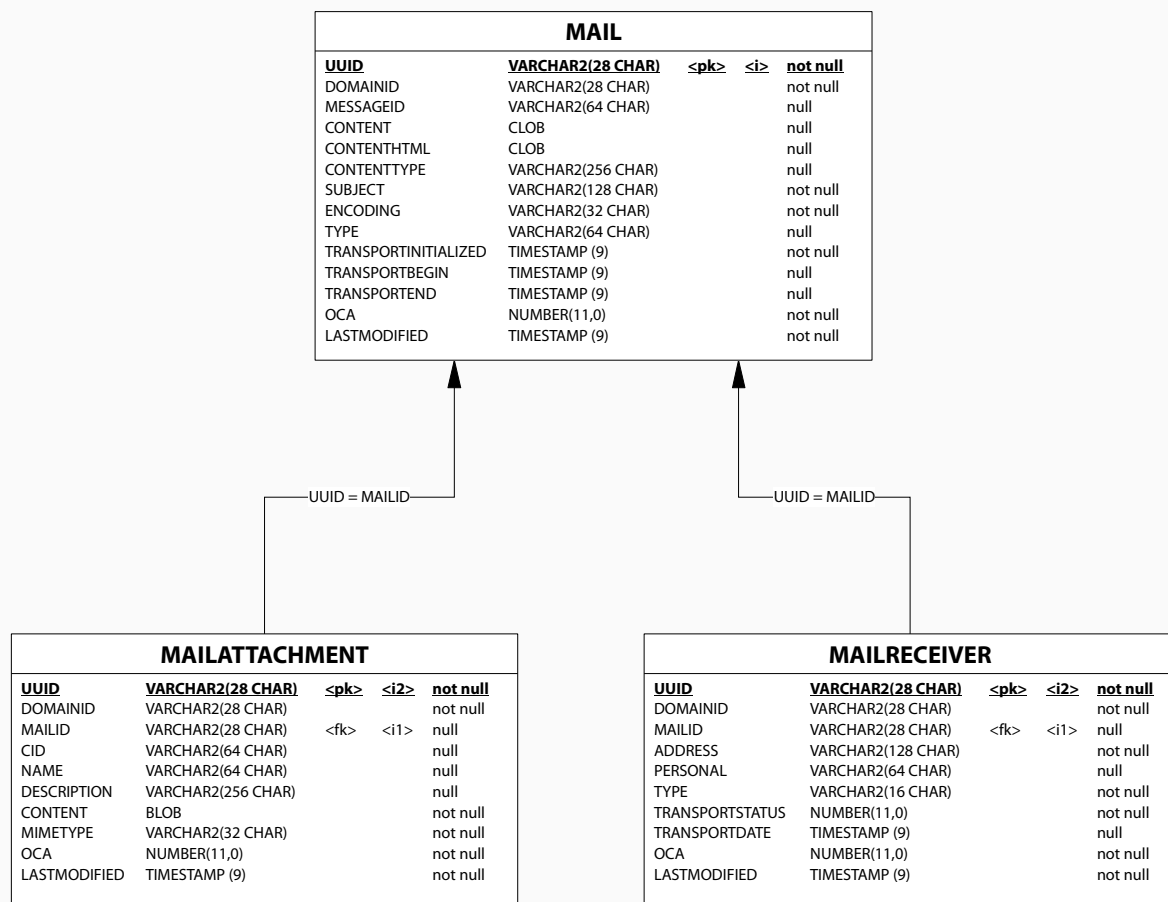 MAIL
UUID VARCHAR2(28 CHAR) <pk> <i> not null
DOMAINID VARCHAR2(28 CHAR) not null
MESSAGEID VARCHAR2(64 CHAR) null
CONTENT CLOB null
CONTENTHTML CLOB null
CONTENTTYPE VARCHAR2(256 CHAR) null
SUBJECT VARCHAR2(128 CHAR) not null
ENCODING VARCHAR2(32 CHAR) not null
TYPE VARCHAR2(64 CHAR) null
TRANSPORTINITIALIZED TIMESTAMP (9) not null
TRANSPORTBEGIN TIMESTAMP (9) null
TRANSPORTEND TIMESTAMP (9) null
OCA NUMBER(11,0) not null
LASTMODIFIED TIMESTAMP (9) not null
UUID = MAILID
UUID = MAILID
MAILATTACHMENT
UUID VARCHAR2(28 CHAR) <pk> <i2> not null
DOMAINID VARCHAR2(28 CHAR) not null
MAILID VARCHAR2(28 CHAR) <fk> <i1> null
CID VARCHAR2(64 CHAR) null
NAME VARCHAR2(64 CHAR) null
DESCRIPTION VARCHAR2(256 CHAR) null
CONTENT BLOB not null
MIMETYPE VARCHAR2(32 CHAR) not null
OCA NUMBER(11,0) not null
LASTMODIFIED TIMESTAMP (9) not null
MAILRECEIVER
UUID VARCHAR2(28 CHAR) <pk> <i2> not null
DOMAINID VARCHAR2(28 CHAR) not null
MAILID VARCHAR2(28 CHAR) <fk> <i1> null
ADDRESS VARCHAR2(128 CHAR) not null
PERSONAL VARCHAR2(64 CHAR) null
TYPE VARCHAR2(16 CHAR) not null
TRANSPORTSTATUS NUMBER(11,0) not null
TRANSPORTDATE TIMESTAMP (9) null
OCA NUMBER(11,0) not null
LASTMODIFIED TIMESTAMP (9) not null